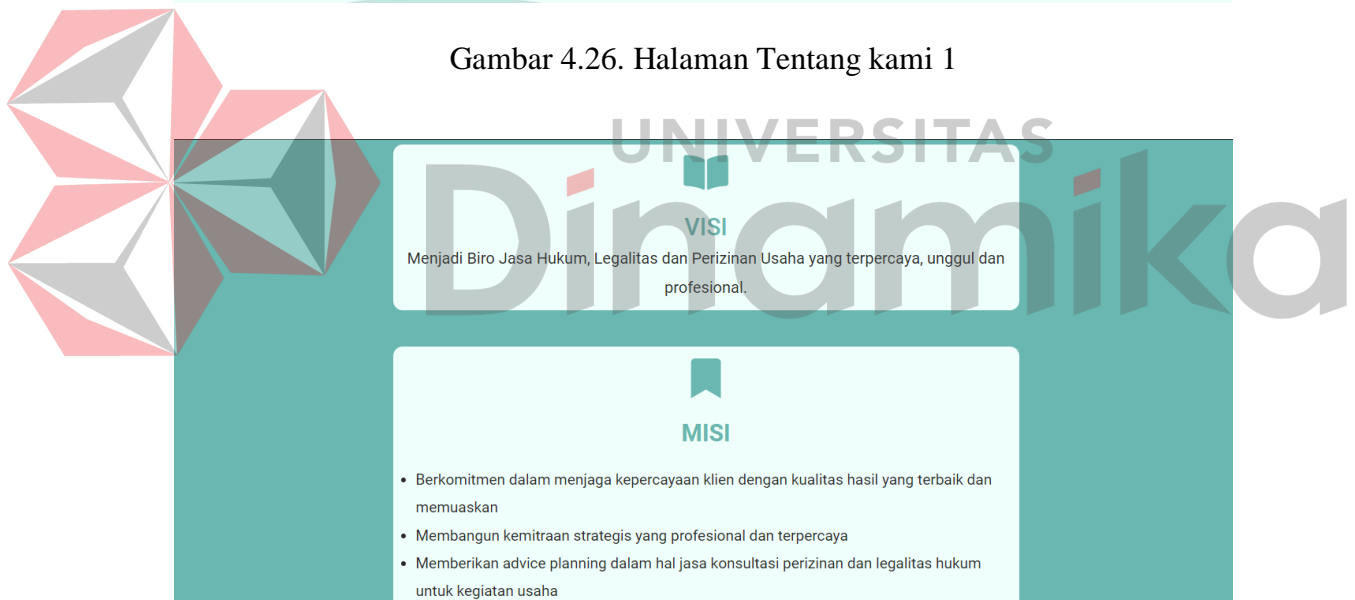 Gambar 4.26. Halaman Tentang kami 1
UNIVERSITAS
Dinamika
VISI
Menjadi Biro Jasa Hukum, Legalitas dan Perizinan Usaha yang terpercaya, unggul dan
profesional.
MISI
• Berkomitmen dalam menjaga kepercayaan klien dengan kualitas hasil yang terbaik dan
memuaskan
• Membangun kemitraan strategis yang profesional dan terpercaya
• Memberikan advice planning dalam hal jasa konsultasi perizinan dan legalitas hukum
untuk kegiatan usaha